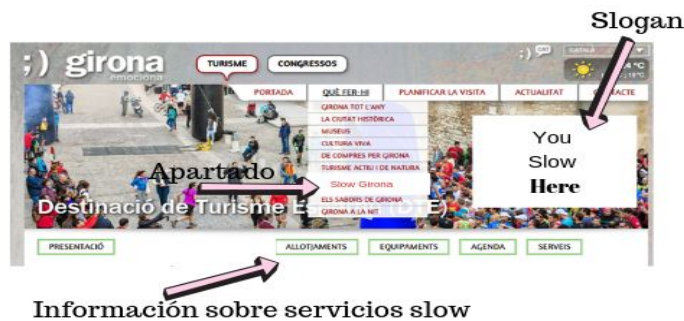 Slogan
;) girona
emociona
TURISME
CONGRESSOS
;) CAT
CATALÀ
PORTADA
QUÈ FER-HI
PLANIFICAR LA VISITA
ACTUALITAT
GIRONA TOT L'ANY
LA CIUTAT HISTÒRICA
MUSEUS
CULTURA VIVA
DE COMPRES PER GIRONA
TURISME ACTIU I DE NATURA
Slow Girona
ELS SABORS DE GIRONA
GIRONA A LA NIT
Apartado
You
Slow
Here
Destinació de Turisme
PRESENTACIÓ
ALLOTJAMENTS
EQUIPAMENTS
AGENDA
SERVEIS
Información sobre servicios slow